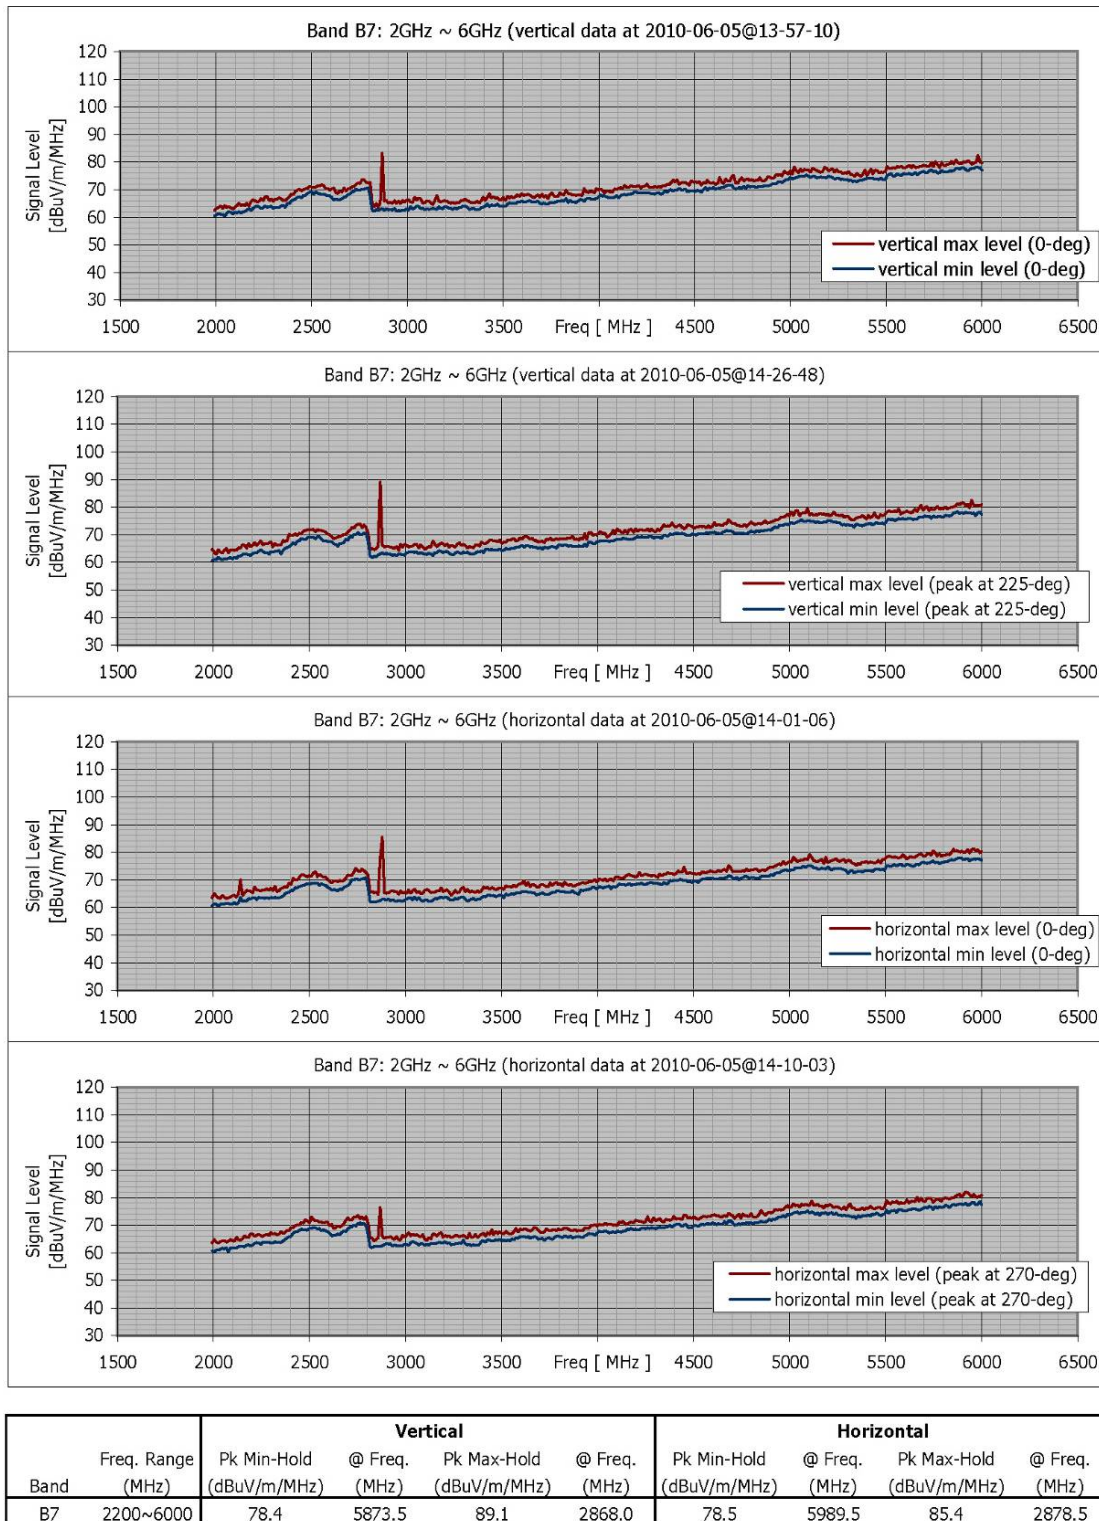 Band B7: 2GHz ~ 6GHz (vertical data at 2010-06-05@13-57-10)
120
110
100
90
80
70
60
50
40
30
Signal Level
[dBuV/m/MHz]
vertical max level (0-deg)
vertical min level (0-deg)
1500 2000 2500 3000 3500 Freq [ MHz ] 4500 5000 5500 6000 6500
Band B7: 2GHz ~ 6GHz (vertical data at 2010-06-05@14-26-48)
120
110
100
90
80
70
60
50
40
30
Signal Level
[dBuV/m/MHz]
vertical max level (peak at 225-deg)
vertical min level (peak at 225-deg)
1500 2000 2500 3000 3500 Freq [ MHz ] 4500 5000 5500 6000 6500
Band B7: 2GHz ~ 6GHz (horizontal data at 2010-06-05@14-01-06)
120
110
100
90
80
70
60
50
40
30
Signal Level
[dBuV/m/MHz]
horizontal max level (0-deg)
horizontal min level (0-deg)
1500 2000 2500 3000 3500 Freq [ MHz ] 4500 5000 5500 6000 6500
Band B7: 2GHz ~ 6GHz (horizontal data at 2010-06-05@14-10-03)
120
110
100
90
80
70
60
50
40
30
Signal Level
[dBuV/m/MHz]
horizontal max level (peak at 270-deg)
horizontal min level (peak at 270-deg)
1500 2000 2500 3000 3500 Freq [ MHz ] 4500 5000 5500 6000 6500
Vertical Horizontal
Freq. Range Pk Min-Hold @ Freq. Pk Max-Hold @ Freq. Pk Min-Hold @ Freq. Pk Max-Hold @ Freq.
Band (MHz) (dBuV/m/MHz) (MHz) (dBuV/m/MHz) (MHz) (dBuV/m/MHz) (MHz) (dBuV/m/MHz) (MHz)
B7 2200~6000 78.4 5873.5 89.1 2868.0 78.5 5989.5 85.4 2878.5